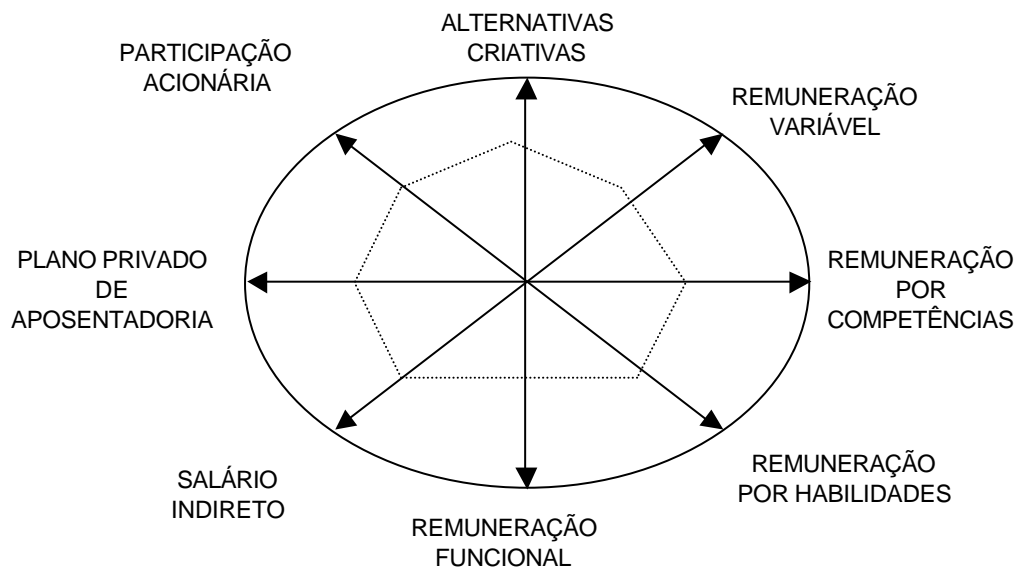 ALTERNATIVAS
CRIATIVAS
PARTICIPAÇÃO
ACIONÁRIA
REMUNERAÇÃO
VARIÁVEL
PLANO PRIVADO
DE
APOSENTADORIA
REMUNERAÇÃO
POR
COMPETÊNCIAS
SALÁRIO
INDIRETO
REMUNERAÇÃO
POR HABILIDADES
REMUNERAÇÃO
FUNCIONAL